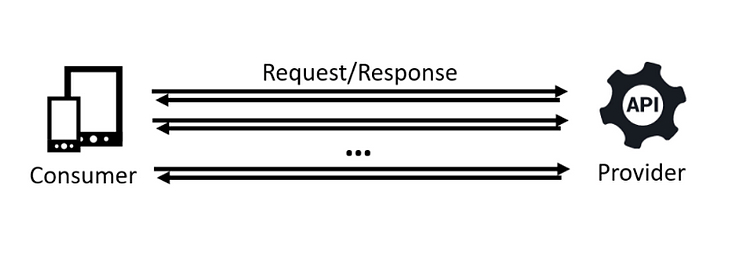 Request/Response
API
...
Consumer
Provider